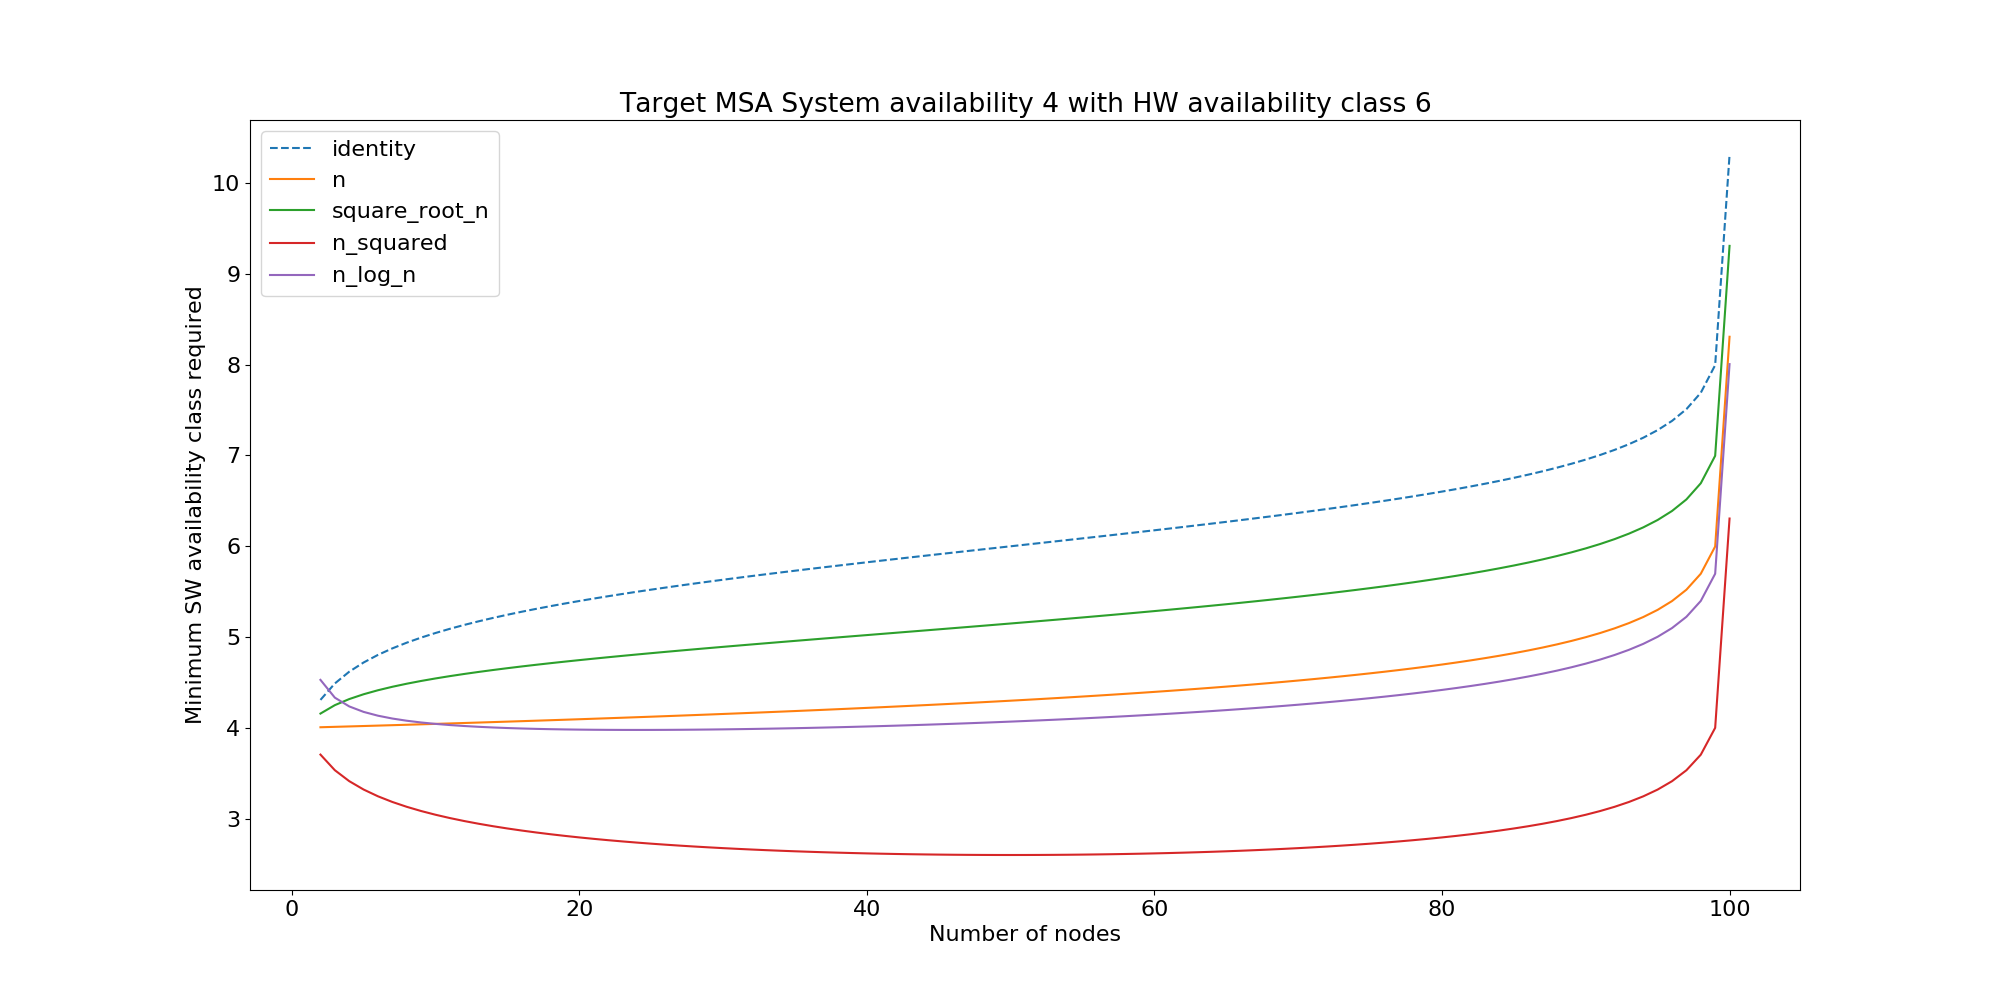 Target MSA System availability 4 with HW availability class 6
identity
n
square_root_n
n_squared
n_log_n
10
9
8
7
6
5
4
3
Minimum SW availability class required
0 20 40 60 80 100
Number of nodes